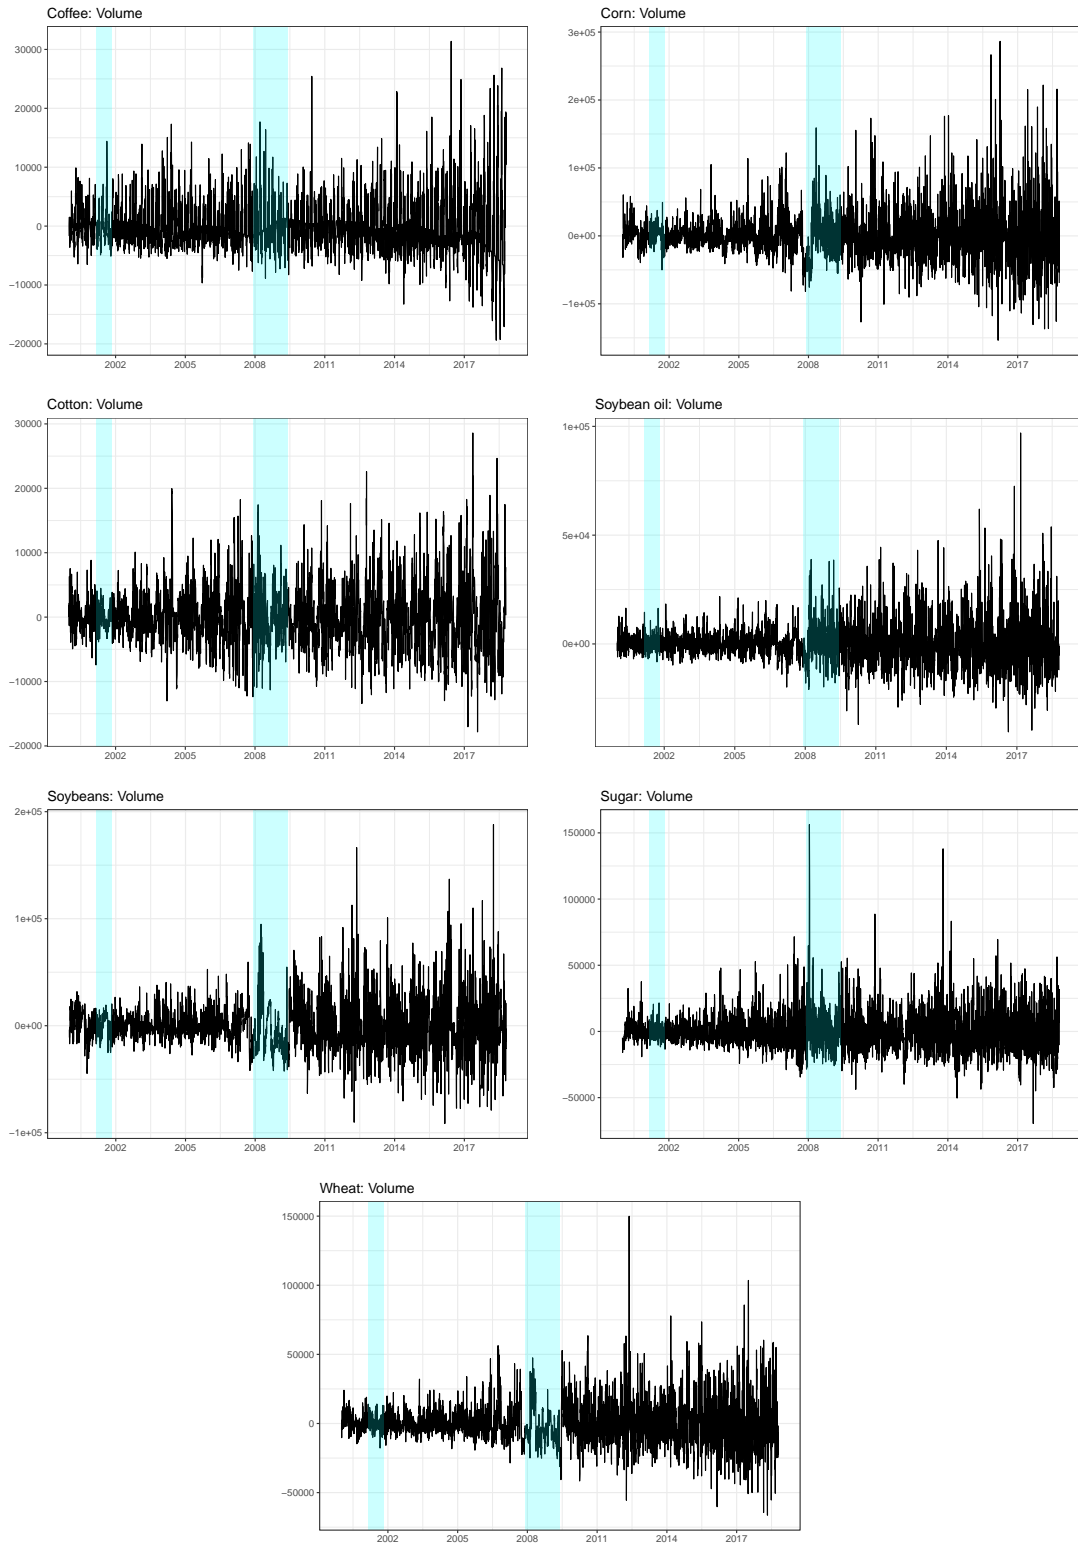 Coffee: Volume
30000
20000
10000
0
−10000
−20000
2002 2005 2008 2011 2014 2017
Corn: Volume
3e+05
2e+05
1e+05
0e+00
−1e+05
2002 2005 2008 2011 2014 2017
Cotton: Volume
30000
20000
10000
0
−10000
−20000
2002 2005 2008 2011 2014 2017
Soybean oil: Volume
1e+05
5e+04
0e+00
2002 2005 2008 2011 2014 2017
Soybeans: Volume
2e+05
1e+05
0e+00
−1e+05
2002 2005 2008 2011 2014 2017
Sugar: Volume
150000
100000
50000
0
−50000
2002 2005 2008 2011 2014 2017
Wheat: Volume
150000
100000
50000
0
−50000
2002 2005 2008 2011 2014 2017